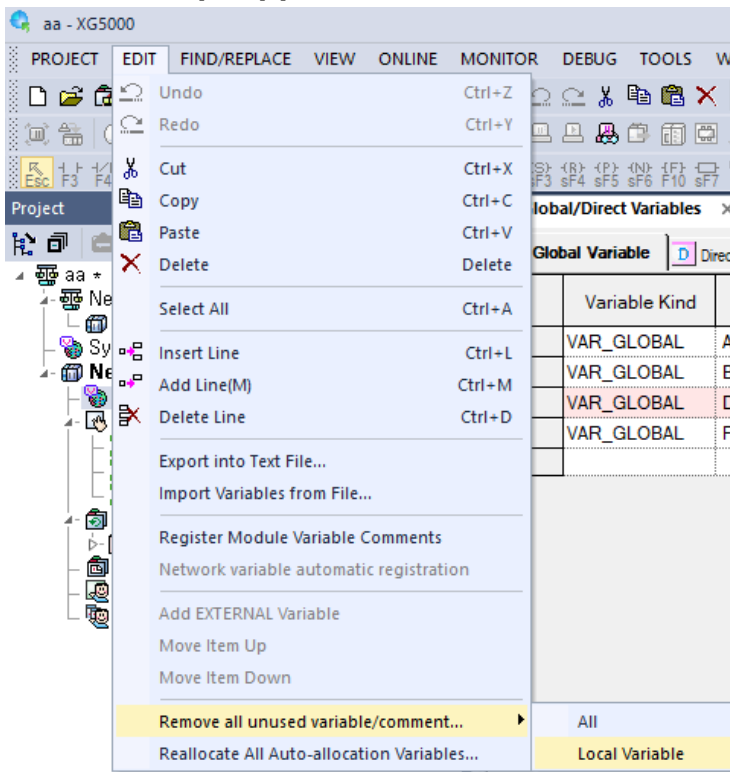 aa - XG5000
PROJECT EDIT FIND/REPLACE VIEW ONLINE MONITOR DEBUG TOOLS
Undo Ctrl+Z
Redo Ctrl+Y
Cut Ctrl+X
Copy Ctrl+C
Paste Ctrl+V
Delete Delete
Select All Ctrl+A
Insert Line Ctrl+L
Add Line(M) Ctrl+M
Delete Line Ctrl+D
Export into Text File...
Import Variables from File...
Register Module Variable Comments
Network variable automatic registration
Add EXTERNAL Variable
Move Item Up
Move Item Down
Remove all unused variable/comment...
Reallocate All Auto-allocation Variables...
All
Local Variable
Esc F3 F4
sF4 sF5 sF6 F10 sF7
Project
aa *
Ne
Sy
Ne
lobal/Direct Variables
Global Variable D Direc
Variable Kind
VAR_GLOBAL
VAR_GLOBAL
VAR_GLOBAL
VAR_GLOBAL